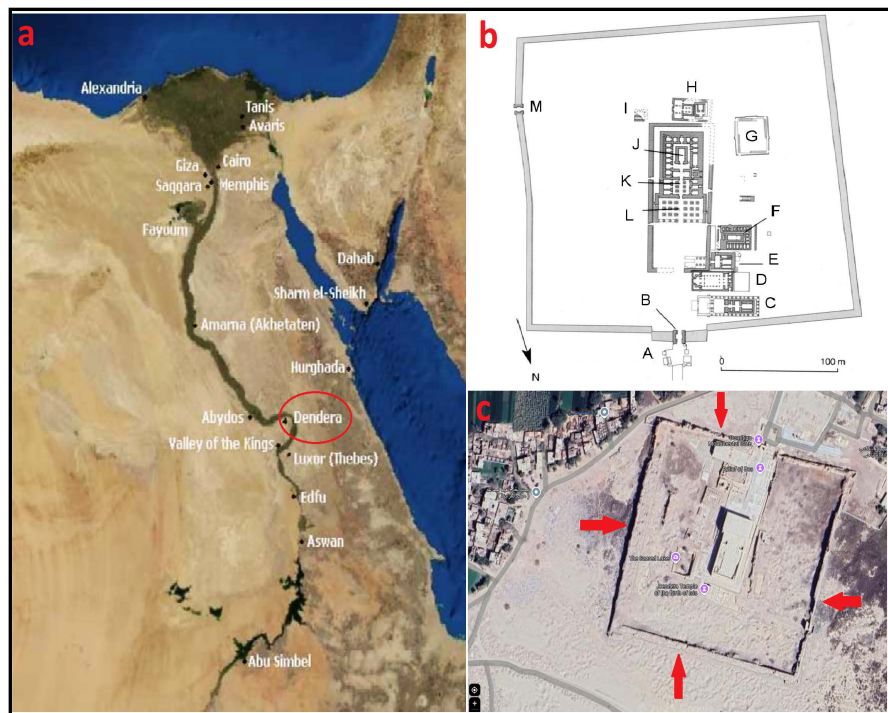 a
Alexandria
Tanis
Avaris
Giza
Cairo
Saqqara
Memphis
Fayoum
Dahab
Sharm el-Sheikh
Amarna (Akhetaten)
Hurghada
Abydos
Dendera
Valley of the Kings
Luxor (Thebes)
Edfu
Aswan
Abu Simbel
b
H
M
I
G
J
K
L
F
E
D
C
B
A
N
0
100 m
c
The Sacred Lake
Dendera Temple
of the Birth of Isis